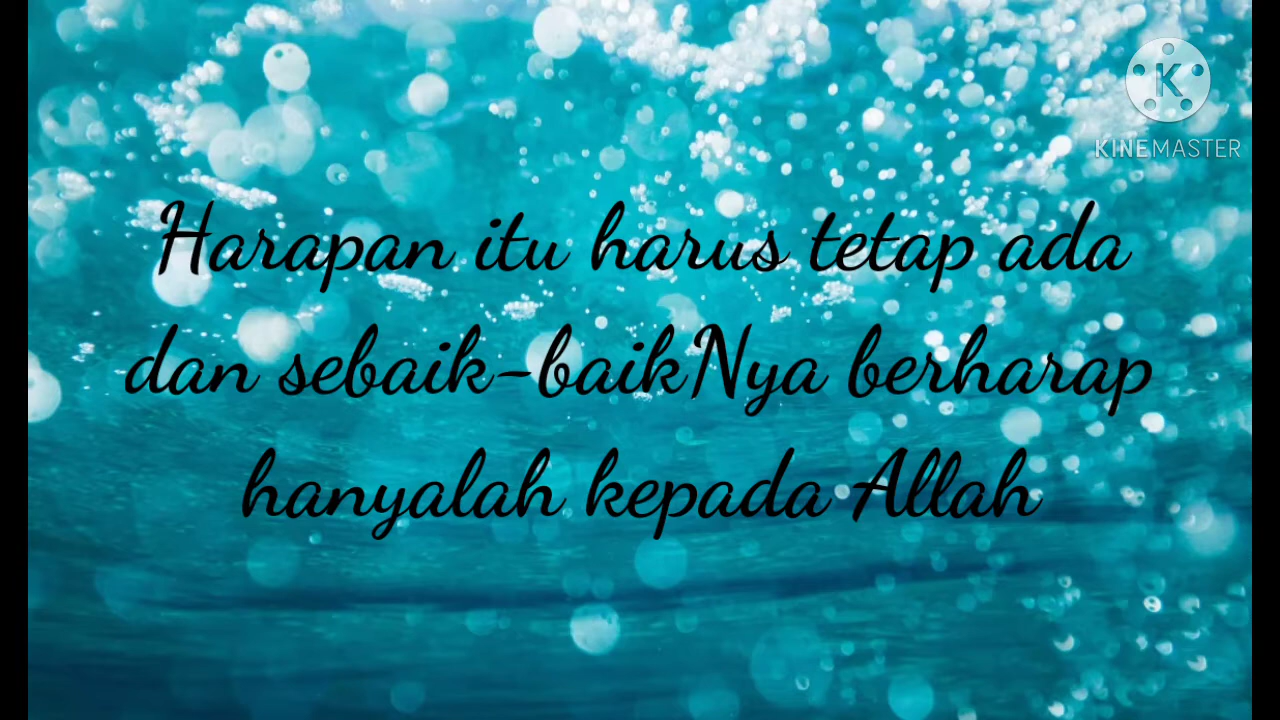 K
KINEMASTER
Harapan itu harus tetap ada
dan sebaik-baikNya berharap
hanyalah kepada Allah